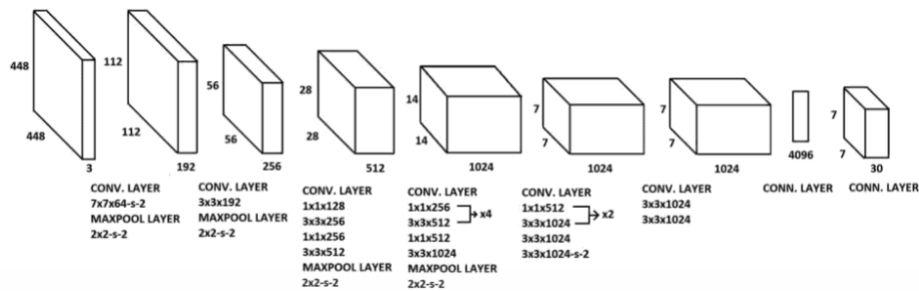 448
448
3
112
112
192
56
56
256
28
28
512
14
14
1024
7
7
1024
7
7
1024
4096
7
7
30
CONV. LAYER
7x7x64-s-2
MAXPOOL LAYER
2x2-s-2
CONV. LAYER
3x3x192
MAXPOOL LAYER
2x2-s-2
CONV. LAYER
1x1x128
3x3x256
1x1x256
3x3x512
MAXPOOL LAYER
2x2-s-2
CONV. LAYER
1x1x256
3x3x512
x4
1x1x512
3x3x1024
MAXPOOL LAYER
2x2-s-2
CONV. LAYER
1x1x512
3x3x1024
x2
3x3x1024
3x3x1024-s-2
CONV. LAYER
3x3x1024
3x3x1024
CONN. LAYER
CONN. LAYER